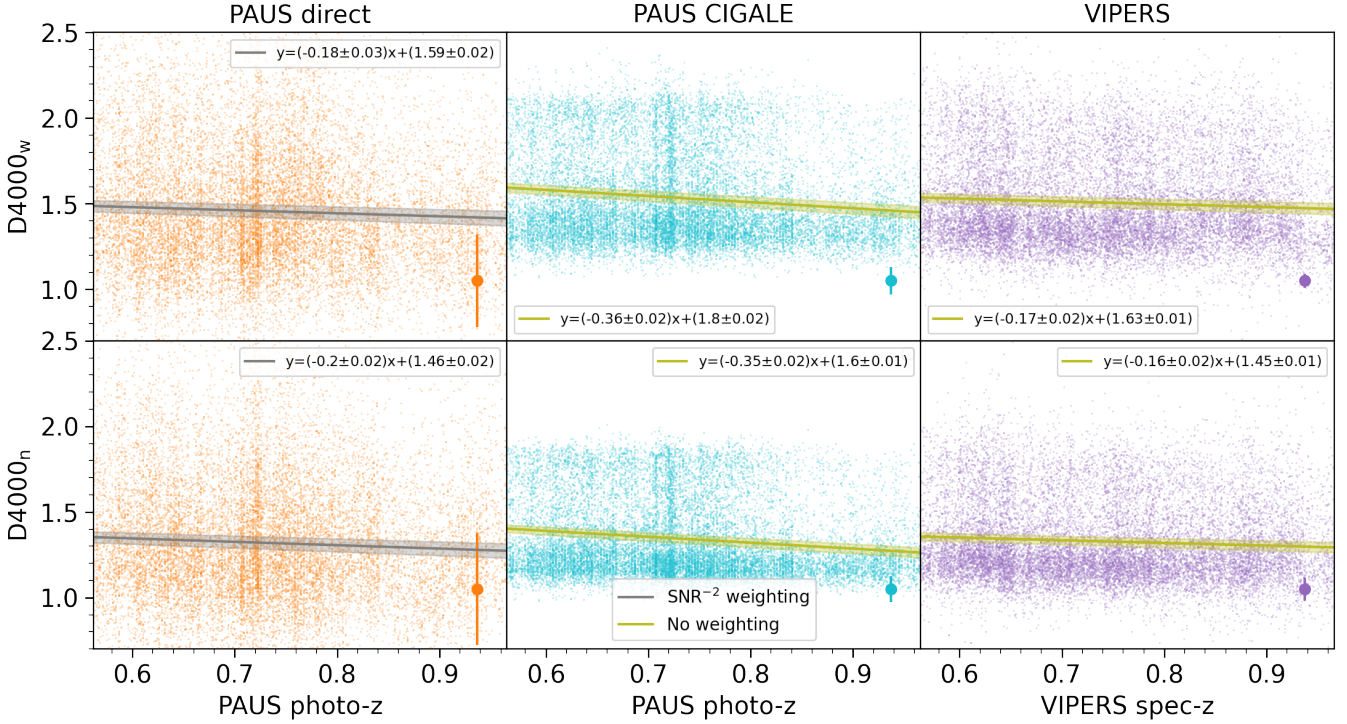 PAUS direct PAUS CIGALE VIPERS
2.5
y=(-0.18±0.03)x+(1.59±0.02)
2.0
D4000w
1.5
1.0
y=(-0.36±0.02)x+(1.8±0.02) y=(-0.17±0.02)x+(1.63±0.01)
2.5
y=(-0.2±0.02)x+(1.46±0.02) y=(-0.35±0.02)x+(1.6±0.01) y=(-0.16±0.02)x+(1.45±0.01)
2.0
D4000n
1.5
1.0
SNR⁻² weighting
No weighting
0.6 0.7 0.8 0.9 0.6 0.7 0.8 0.9 0.6 0.7 0.8 0.9
PAUS photo-z PAUS photo-z VIPERS spec-z